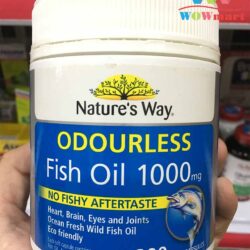 WOWmart
Nature's Way
ODOURLESS
Fish Oil 1000mg
NO FISHY AFTERTASTE
Heart, Brain, Eyes and Joints
Ocean Fresh Wild Fish Oil
Eco friendly